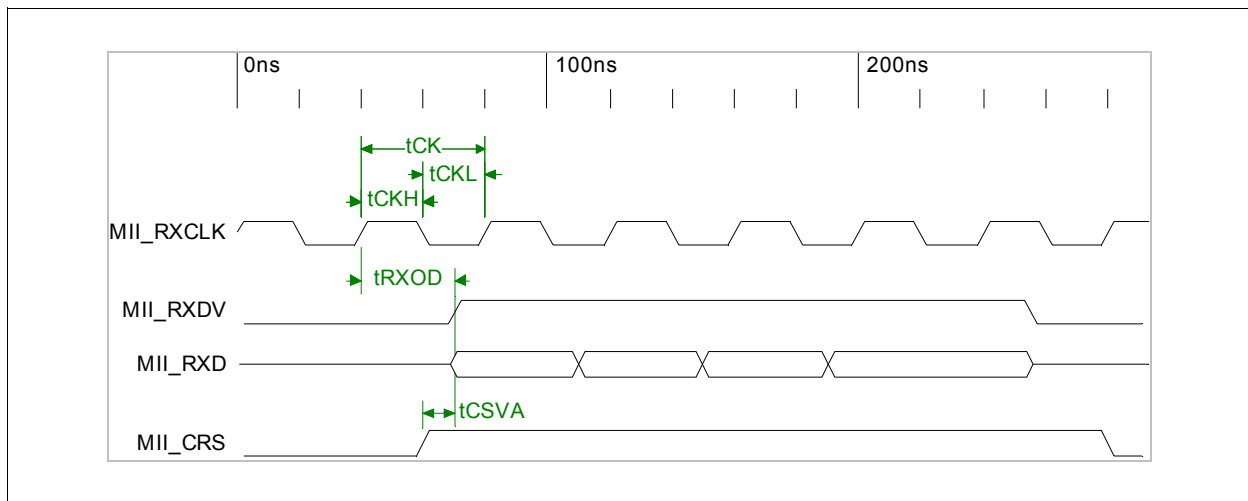 0ns 100ns 200ns
tCK
tCKL
tCKH
MII_RXCLK
tRXOD
MII_RXDV
MII_RXD
tCSVA
MII_CRS